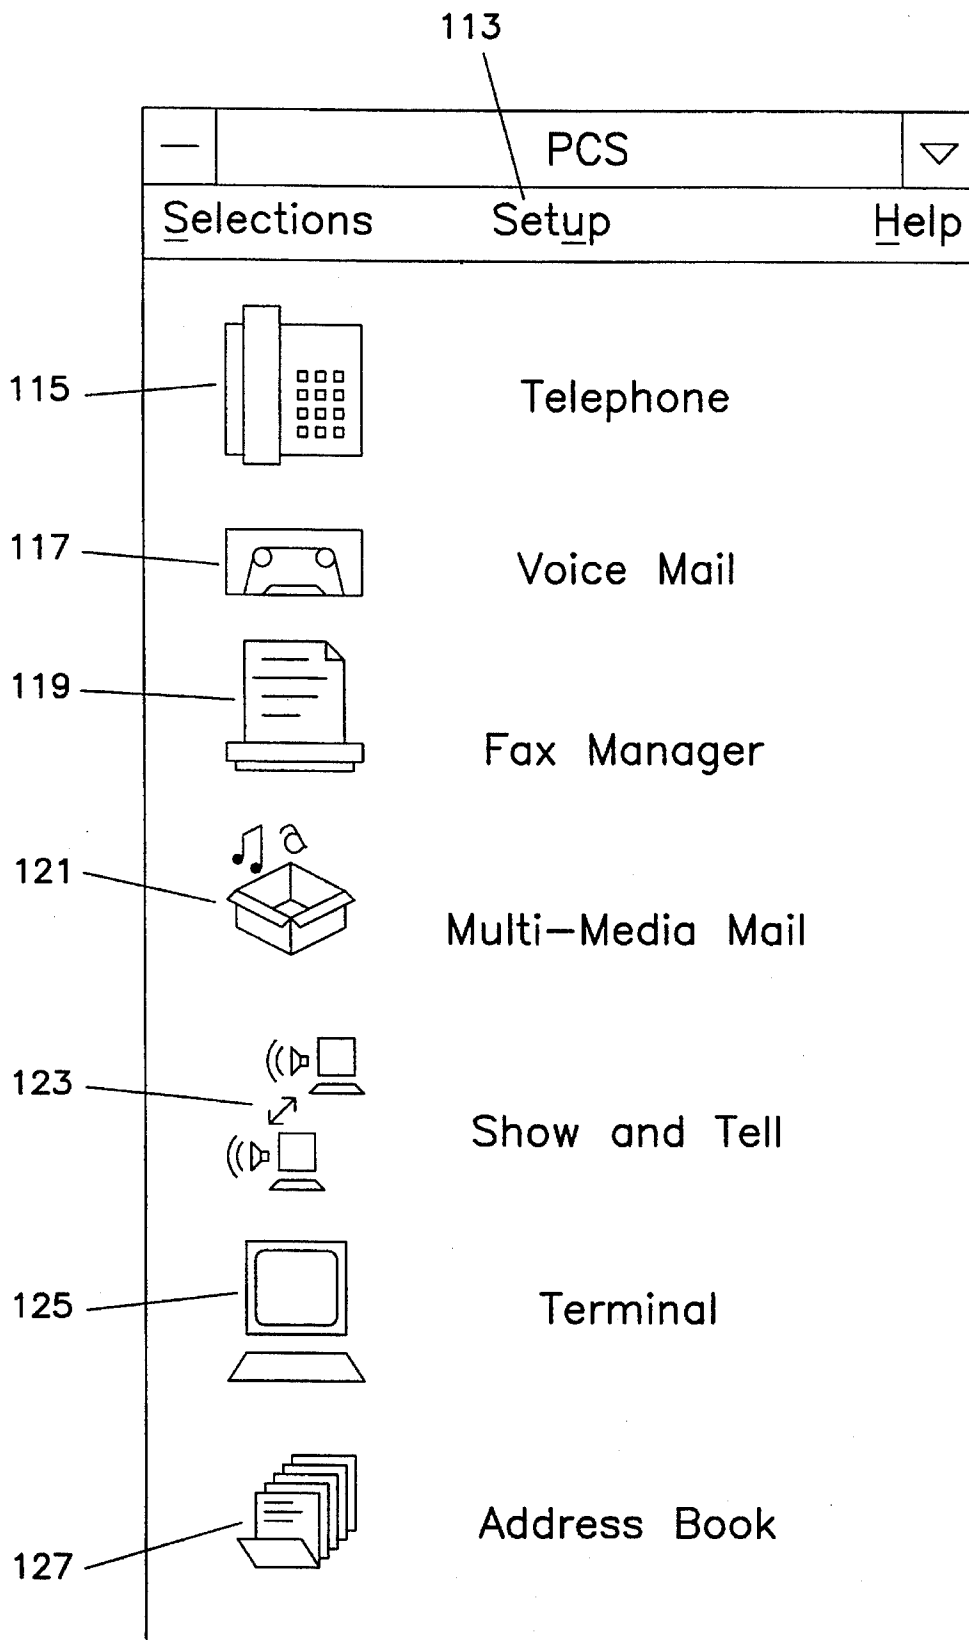 113
PCS
Selections Setup Help
115 Telephone
117 Voice Mail
119 Fax Manager
121 Multi-Media Mail
123 Show and Tell
125 Terminal
127 Address Book